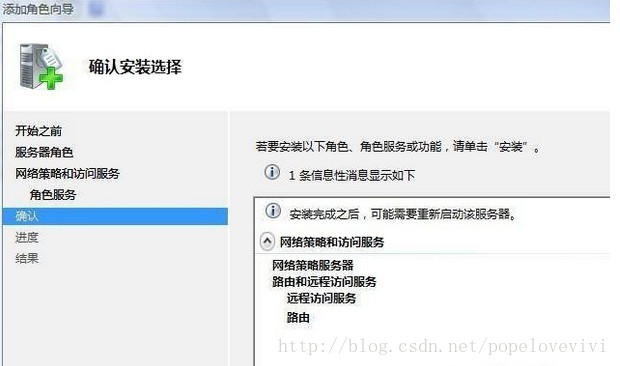 添加角色向导
确认安装选择
开始之前
服务器角色
网络策略和访问服务
角色服务
确认
进度
结果
若要安装以下角色、角色服务或功能，请单击“安装”。
1 条信息性消息显示如下
安装完成之后，可能需要重新启动该服务器。
网络策略和访问服务
网络策略服务器
路由和远程访问服务
远程访问服务
路由
http://blog.csdn.net/popelovevivi